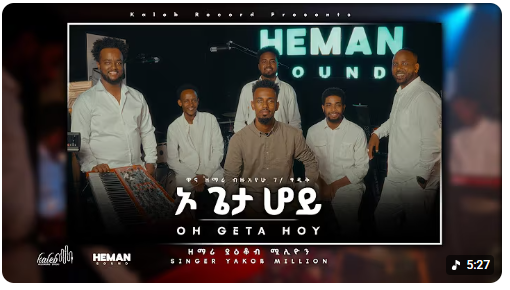 Kaleb Record Presents
HEMAN
SOUND
ኦ ጌታ ሆይ
OH GETA HOY
ዘማሪ ያዕቆብ ሚሊዮን
SINGER YAKOB MILLION
kaleb
HEMAN
SOUND
5:27